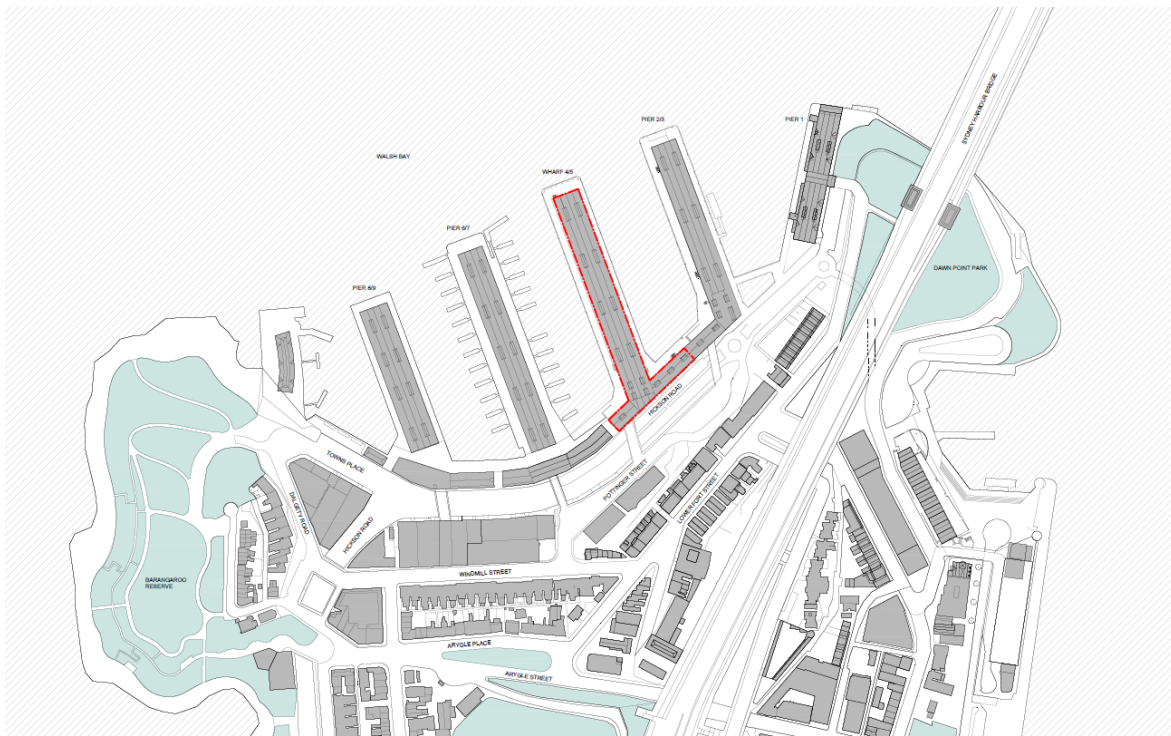 SYDNEY HARBOUR BRIDGE
PIER 2/3
PIER 1
WALSH BAY
WHARF 4/5
PIER 6/7
DAWN POINT PARK
PIER 8/9
HICKSON ROAD
TOWNS PLACE
POTTINGER STREET
LOWER FORT STREET
DALGETY ROAD
HICKSON ROAD
WINDMILL STREET
BARANGAROO
RESERVE
ARYGLE PLACE
ARYGLE STREET